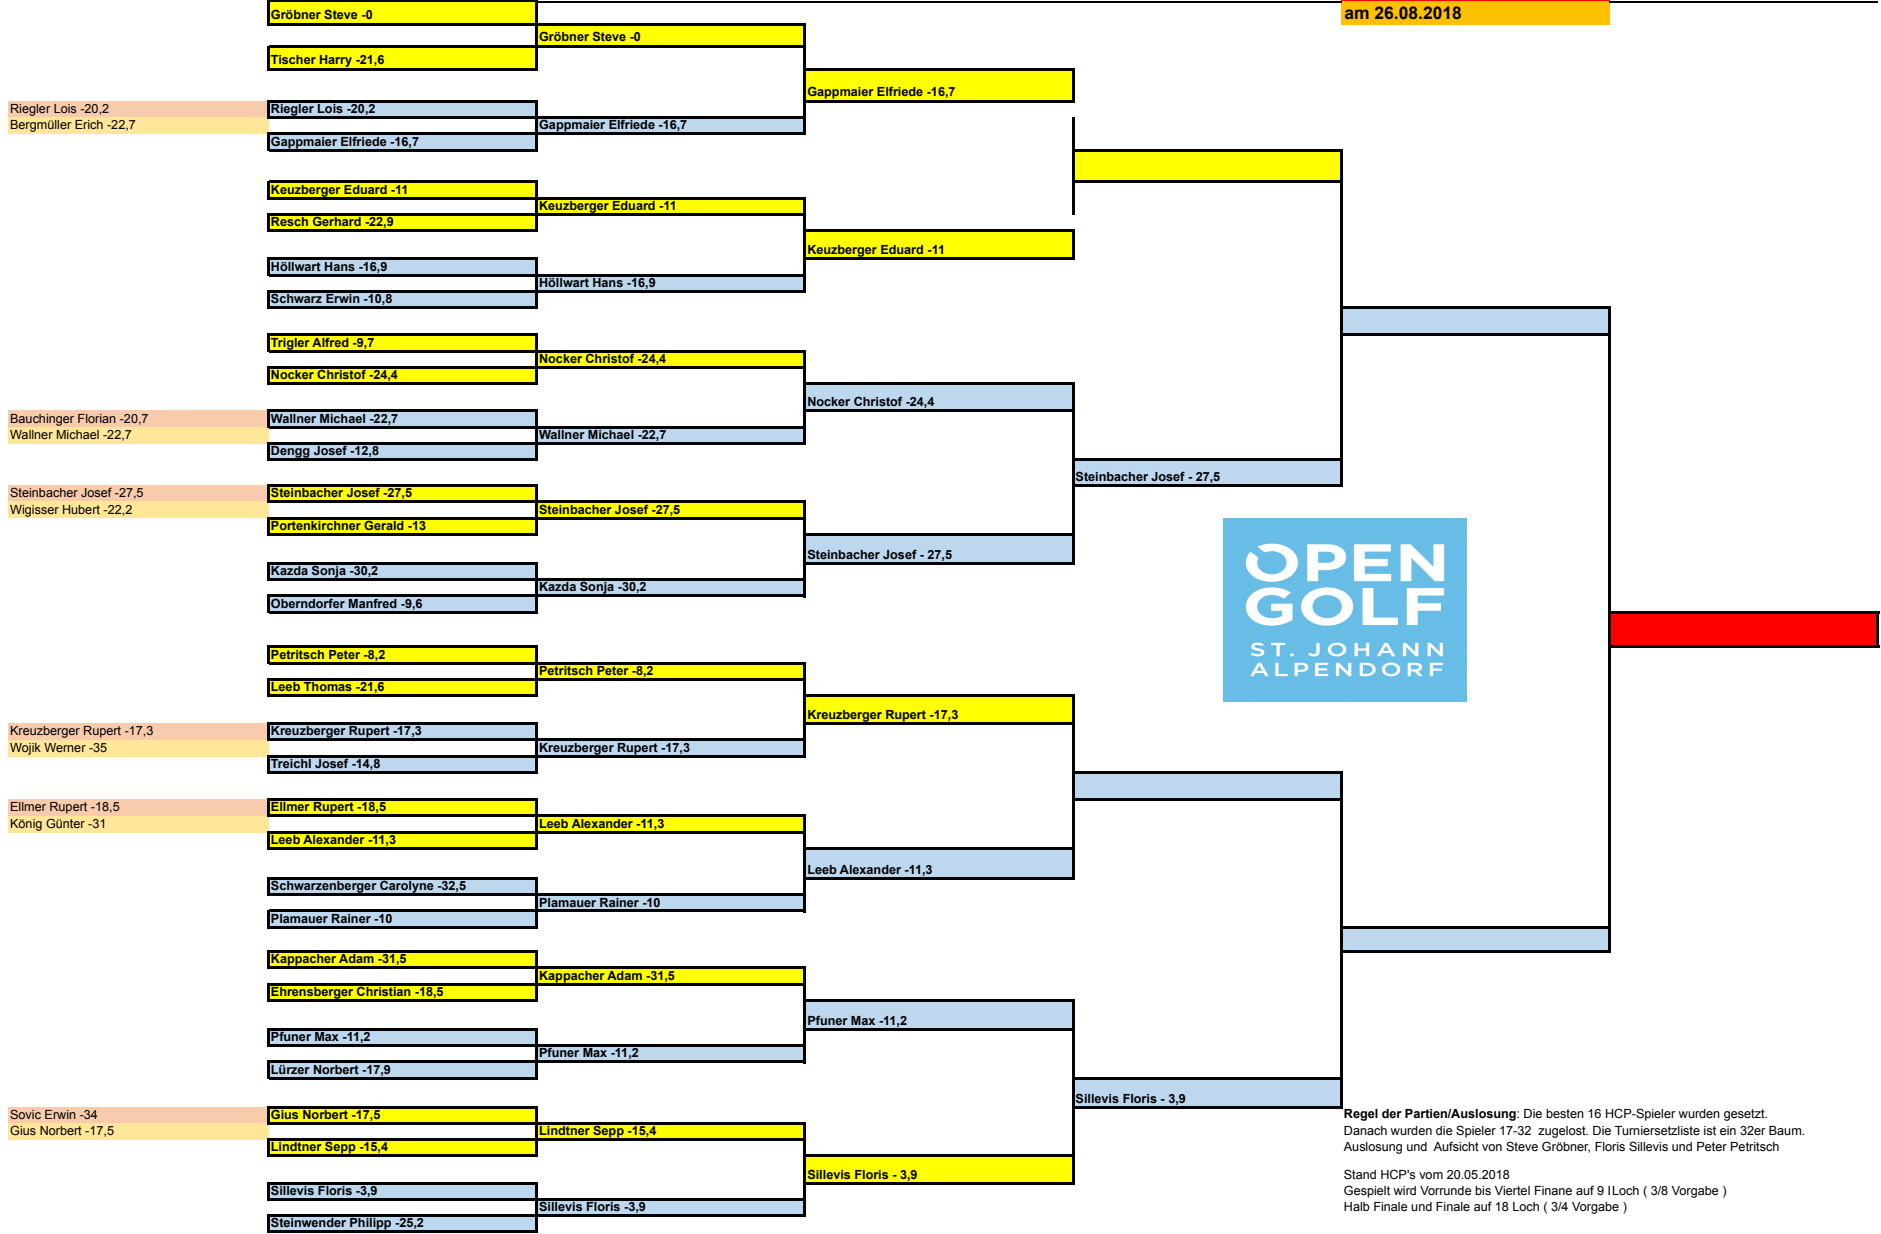 Gröbner Steve -0
am 26.08.2018
Gröbner Steve -0
Tischer Harry -21,6
Gappmaier Elfriede -16,7
Riegler Lois -20,2
Riegler Lois -20,2
Bergmüller Erich -22,7
Gappmaier Elfriede -16,7
Gappmaier Elfriede -16,7
Keuzberger Eduard -11
Keuzberger Eduard -11
Resch Gerhard -22,9
Keuzberger Eduard -11
Höllwart Hans -16,9
Höllwart Hans -16,9
Schwarz Erwin -10,8
Trigler Alfred -9,7
Nocker Christof -24,4
Nocker Christof -24,4
Nocker Christof -24,4
Bauchinger Florian -20,7
Wallner Michael -22,7
Wallner Michael -22,7
Wallner Michael -22,7
Dengg Josef -12,8
Steinbacher Josef - 27,5
Steinbacher Josef -27,5
Steinbacher Josef -27,5
Wigisser Hubert -22,2
Steinbacher Josef -27,5
Portenkirchner Gerald -13
Steinbacher Josef - 27,5
Kazda Sonja -30,2
Kazda Sonja -30,2
Oberndorfer Manfred -9,6
OPEN
GOLF
ST. JOHANN
ALPENDORF
Petritsch Peter -8,2
Petritsch Peter -8,2
Leeb Thomas -21,6
Kreuzberger Rupert -17,3
Kreuzberger Rupert -17,3
Kreuzberger Rupert -17,3
Wojik Werner -35
Kreuzberger Rupert -17,3
Treichl Josef -14,8
Ellmer Rupert -18,5
Ellmer Rupert -18,5
König Günter -31
Leeb Alexander -11,3
Leeb Alexander -11,3
Leeb Alexander -11,3
Schwarzenberger Carolyne -32,5
Plamauer Rainer -10
Plamauer Rainer -10
Kappacher Adam -31,5
Kappacher Adam -31,5
Ehrensberger Christian -18,5
Pfuner Max -11,2
Pfuner Max -11,2
Pfuner Max -11,2
Lürzer Norbert -17,9
Sillevis Floris - 3,9
Sovic Erwin -34
Gius Norbert -17,5
Gius Norbert -17,5
Lindtner Sepp -15,4
Lindtner Sepp -15,4
Sillevis Floris - 3,9
Sillevis Floris -3,9
Sillevis Floris -3,9
Steinwender Philipp -25,2
Regel der Partien/Auslosung: Die besten 16 HCP-Spieler wurden gesetzt.
Danach wurden die Spieler 17-32 zugelost. Die Turniersetzliste ist ein 32er Baum.
Auslosung und Aufsicht von Steve Gröbner, Floris Sillevis und Peter Petritsch
Stand HCP's vom 20.05.2018
Gespielt wird Vorrunde bis Viertel Finane auf 9 lLoch ( 3/8 Vorgabe )
Halb Finale und Finale auf 18 Loch ( 3/4 Vorgabe )